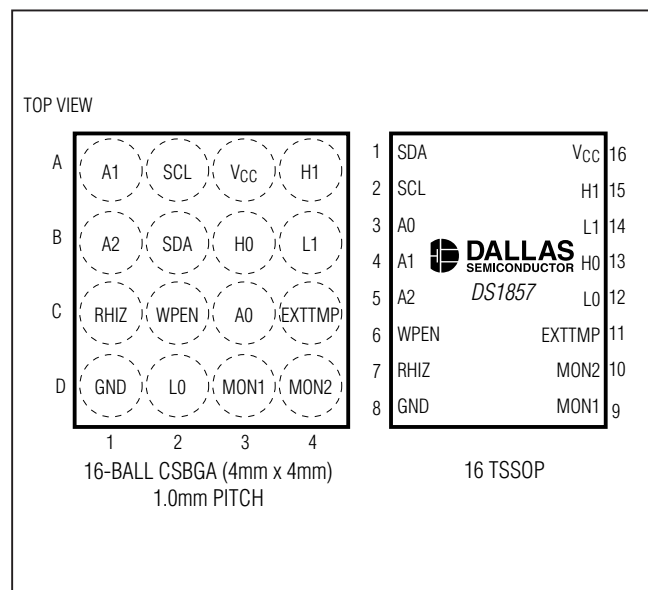 TOP VIEW
A A1 SCL VCC H1
B A2 SDA H0 L1
C RHIZ WPEN A0 EXTTMP
D GND L0 MON1 MON2
1 2 3 4
16-BALL CSBGA (4mm x 4mm)
1.0mm PITCH
1 SDA VCC 16
2 SCL H1 15
3 A0 L1 14
4 A1 DALLAS SEMICONDUCTOR H0 13
5 A2 DS1857 L0 12
6 WPEN EXTTMP 11
7 RHIZ MON2 10
8 GND MON1 9
16 TSSOP